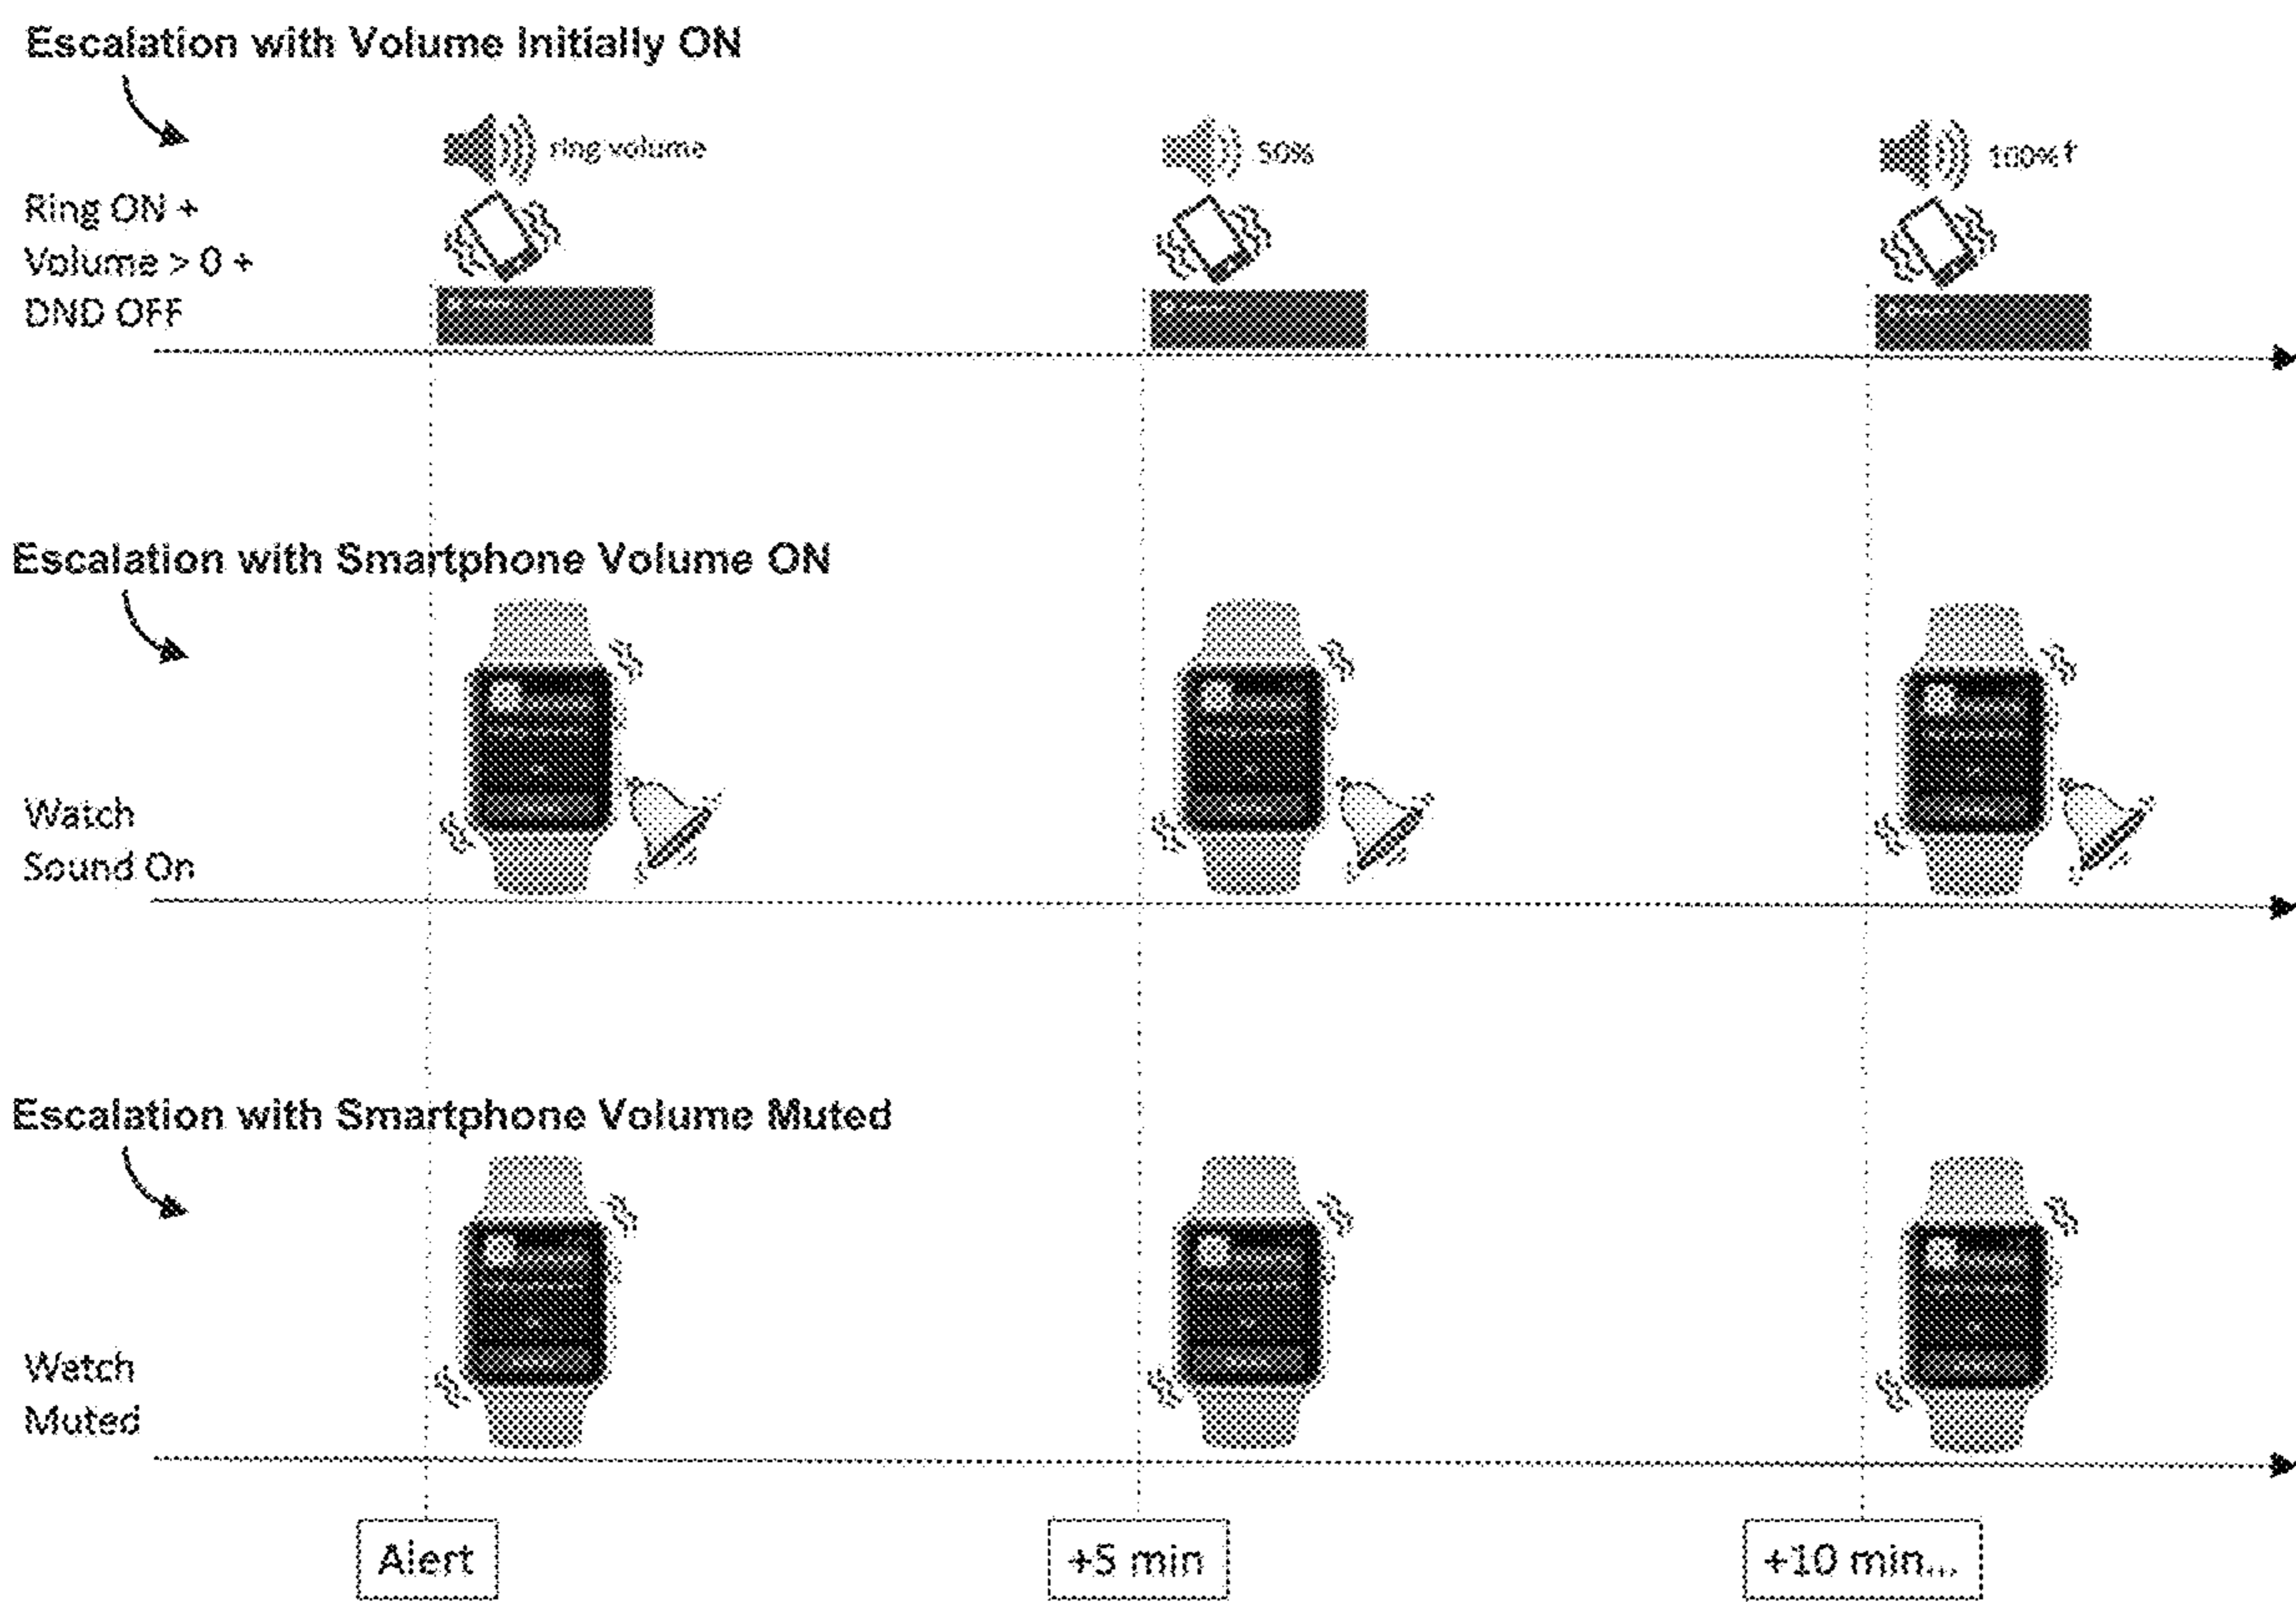 Escalation with Volume Initially ON
ring volume
50%
100%†
Ring ON +
Volume > 0 +
DND OFF
Escalation with Smartphone Volume ON
Watch
Sound On
Escalation with Smartphone Volume Muted
Watch
Muted
Alert
+5 min
+10 min...